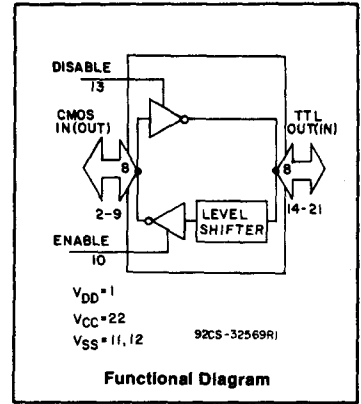 DISABLE
13
CMOS
IN(OUT)
TTL
OUT(IN)
8
8
2-9
14-21
LEVEL
SHIFTER
ENABLE
10
VDD=1
VCC=22
VSS=11, 12
92CS-32569R1
Functional Diagram